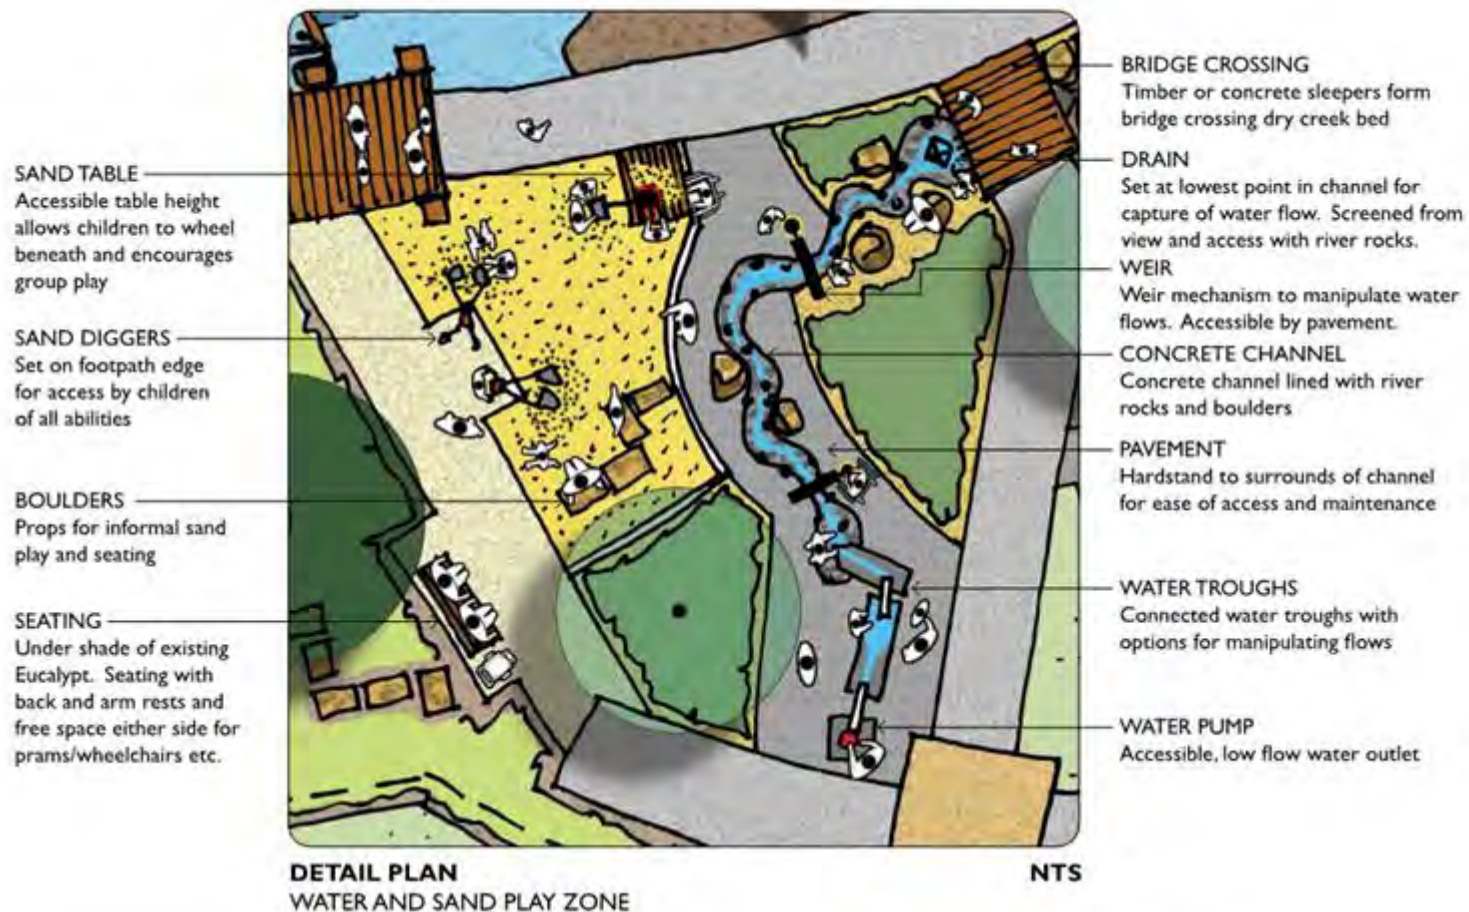 SAND TABLE
Accessible table height
allows children to wheel
beneath and encourages
group play
SAND DIGGERS
Set on footpath edge
for access by children
of all abilities
BOULDERS
Props for informal sand
play and seating
SEATING
Under shade of existing
Eucalypt. Seating with
back and arm rests and
free space either side for
prams/wheelchairs etc.
BRIDGE CROSSING
Timber or concrete sleepers form
bridge crossing dry creek bed
DRAIN
Set at lowest point in channel for
capture of water flow. Screened from
view and access with river rocks.
WEIR
Weir mechanism to manipulate water
flows. Accessible by pavement.
CONCRETE CHANNEL
Concrete channel lined with river
rocks and boulders
PAVEMENT
Hardstand to surrounds of channel
for ease of access and maintenance
WATER TROUGHS
Connected water troughs with
options for manipulating flows
WATER PUMP
Accessible, low flow water outlet
DETAIL PLAN
NTS
WATER AND SAND PLAY ZONE